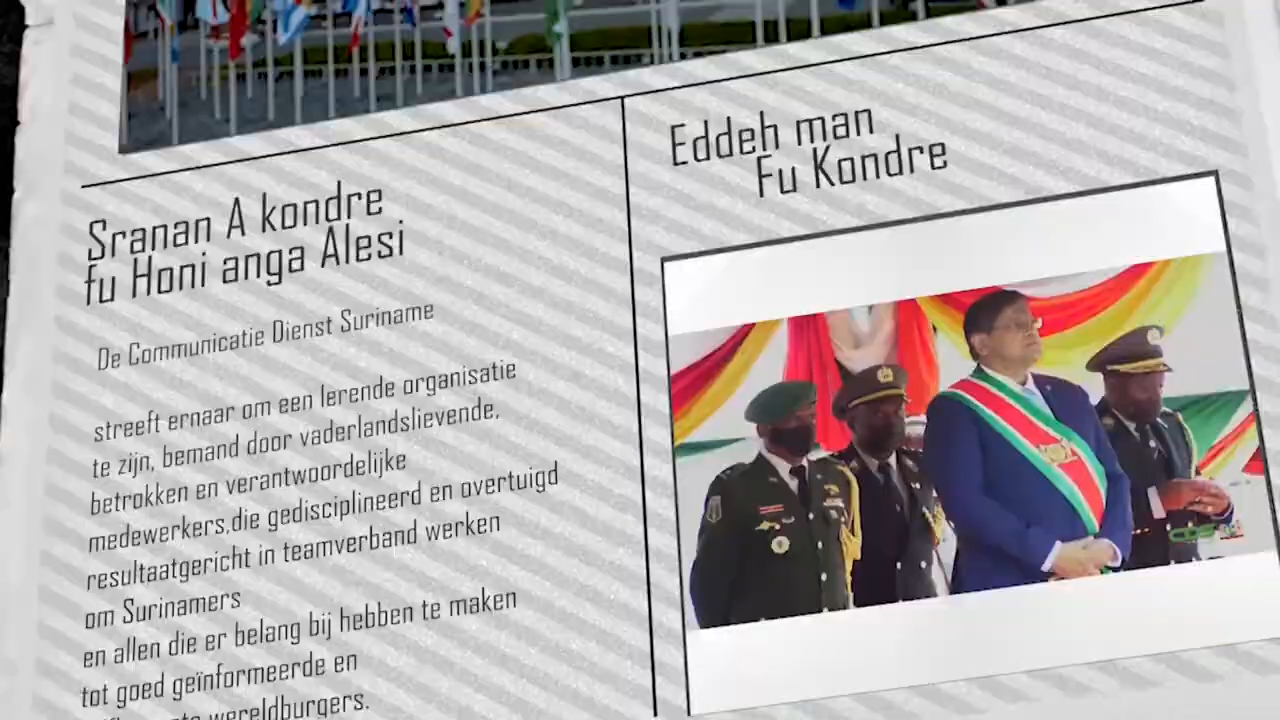 Sranan A kondre
fu Honi anga Alesi
De Communicatie Dienst Suriname
streeft ernaar om een lerende organisatie
te zijn, bemand door vaderlandslievende,
betrokken en verantwoordelijke
medewerkers,die gedisciplineerd en overtuigd
resultaatgericht in teamverband werken
om Surinamers
en allen die er belang bij hebben te maken
tot goed geïnformeerde en
wereldburgers.
Eddeh man
Fu Kondre